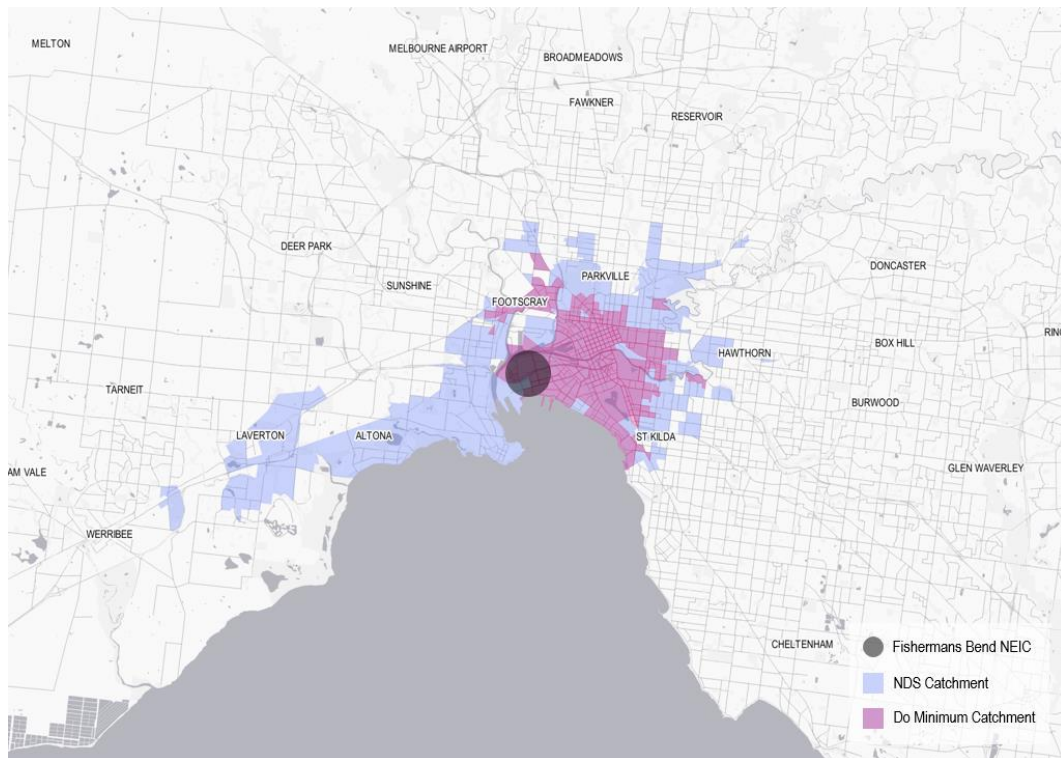 MELTON
MELBOURNE AIRPORT
BROADMEADOWS
FAWKNER
RESERVOIR
DEER PARK
SUNSHINE
PARKVILLE
DONCASTER
FOOTSCRAY
RING
HAWTHORN
BOX HILL
TARNEIT
BURWOOD
LAVERTON
ALTONA
ST KILDA
AM VALE
GLEN WAVERLEY
WERRIBEE
CHELTENHAM
Fishermans Bend NEIC
NDS Catchment
Do Minimum Catchment